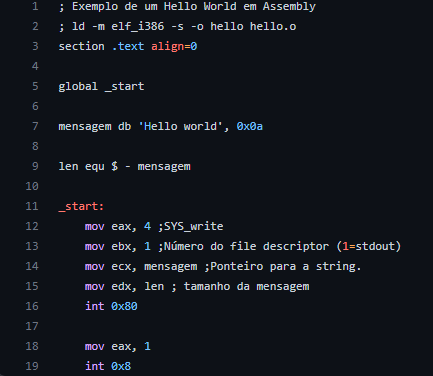 1 ; Exemplo de um Hello World em Assembly
2 ; ld -m elf_i386 -s -o hello hello.o
3 section .text align=0
4
5 global _start
6
7 mensagem db 'Hello world', 0x0a
8
9 len equ $ - mensagem
10
11 _start:
12 mov eax, 4 ;SYS_write
13 mov ebx, 1 ;Número do file descriptor (1=stdout)
14 mov ecx, mensagem ;Ponteiro para a string.
15 mov edx, len ; tamanho da mensagem
16 int 0x80
17
18 mov eax, 1
19 int 0x8